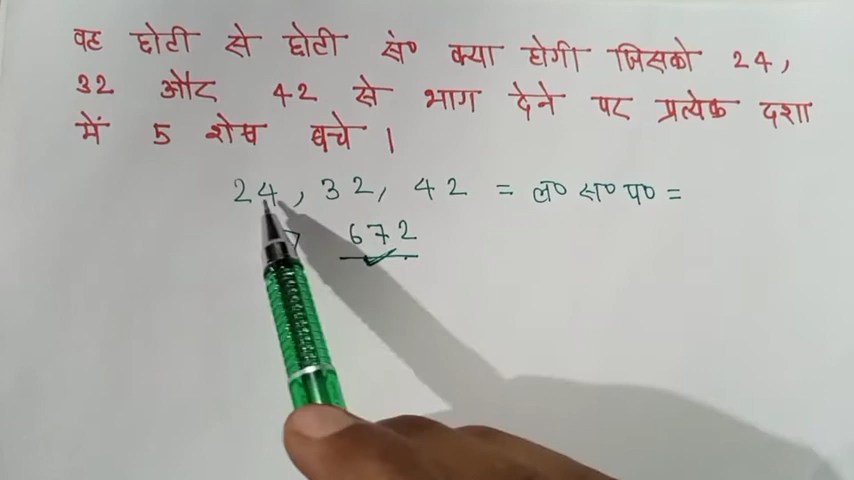 वह छोटी से छोटी सं० क्या होगी जिसको 24,
32 और 42 से भाग देने पर प्रत्येक दशा
में 5 शेष बचे ।
24, 32, 42 = ल० स० प० =
672